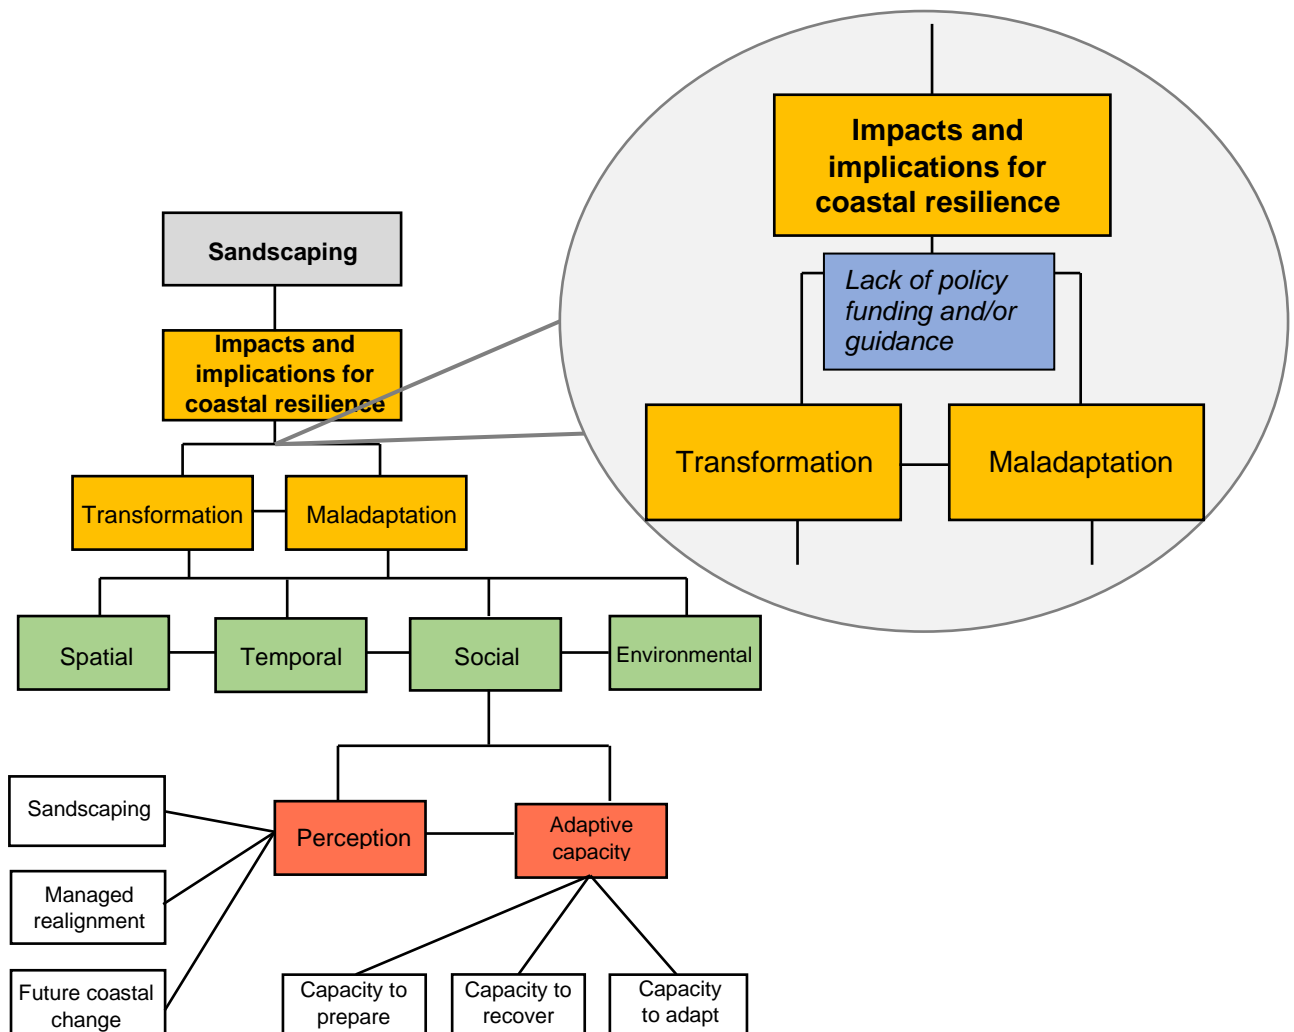 Impacts and
implications for
coastal resilience
Lack of policy
funding and/or
guidance
Transformation
Maladaptation
Sandscaping
Impacts and
implications for
coastal resilience
Transformation
Maladaptation
Spatial
Temporal
Social
Environmental
Perception
Adaptive
capacity
Sandscaping
Managed
realignment
Future coastal
change
Capacity to
prepare
Capacity to
recover
Capacity
to adapt